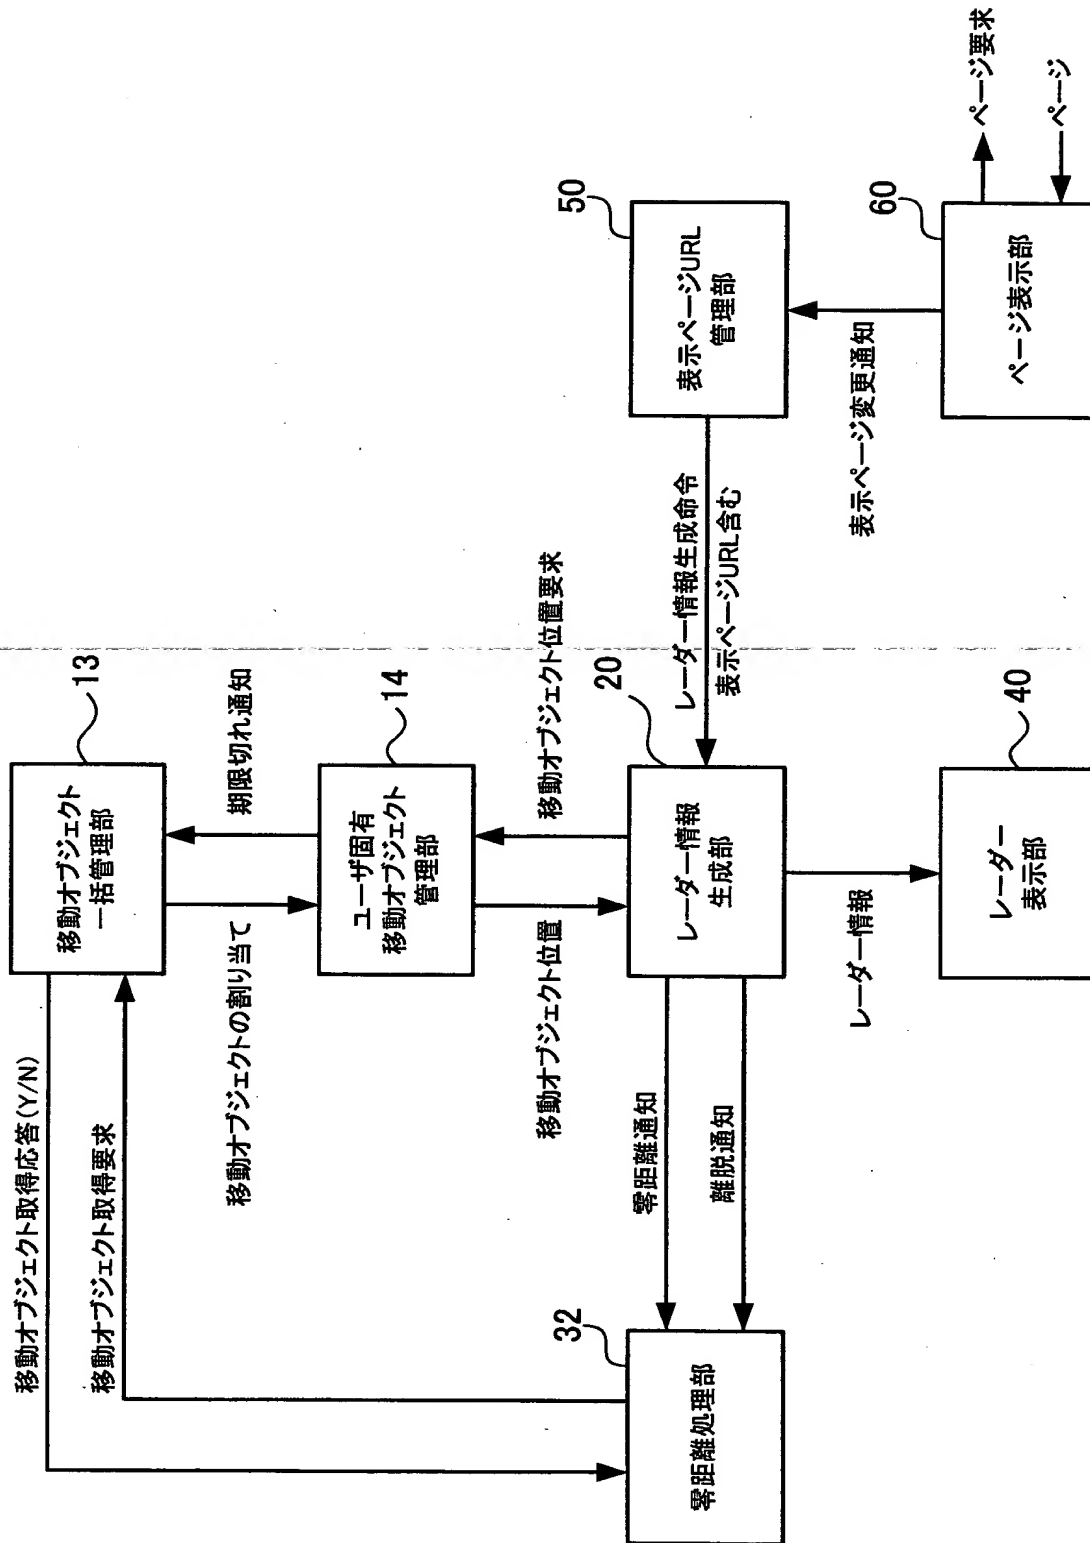 移動オブジェクト取得応答(Y/N)
移動オブジェクト取得要求
移動オブジェクト
一括管理部
13
移動オブジェクトの割り当て
期限切れ通知
ユーザ固有
移動オブジェクト
管理部
14
移動オブジェクト位置
移動オブジェクト位置要求
零距離処理部
32
零距離通知
離脱通知
レーダー情報
生成部
20
レーダー情報生成命令
表示ページURL含む
表示ページURL
管理部
50
レーダー情報
レーダー
表示部
40
表示ページ変更通知
ページ表示部
60
ページ要求
ページ